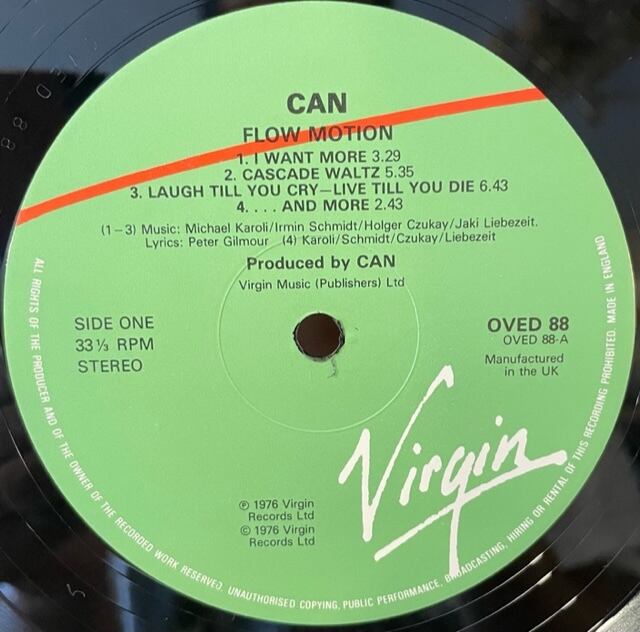 CAN
FLOW MOTION
1. I WANT MORE 3.29
2. CASCADE WALTZ 5.35
3. LAUGH TILL YOU CRY—LIVE TILL YOU DIE 6.43
4. . . . AND MORE 2.43
(1–3) Music: Michael Karoli/Irmin Schmidt/Holger Czukay/Jaki Liebezeit.
Lyrics: Peter Gilmour (4) Karoli/Schmidt/Czukay/Liebezeit
Produced by CAN
Virgin Music (Publishers) Ltd
SIDE ONE
33⅓ RPM
STEREO
OVED 88
OVED 88-A
Manufactured
in the UK
Virgin
℗ 1976 Virgin
Records Ltd
© 1976 Virgin
Records Ltd
ALL RIGHTS OF THE PRODUCER AND OF THE OWNER OF THE RECORDED WORK RESERVED. UNAUTHORISED COPYING, PUBLIC PERFORMANCE, BROADCASTING, HIRING OR RENTAL OF THIS RECORDING PROHIBITED. MADE IN ENGLAND